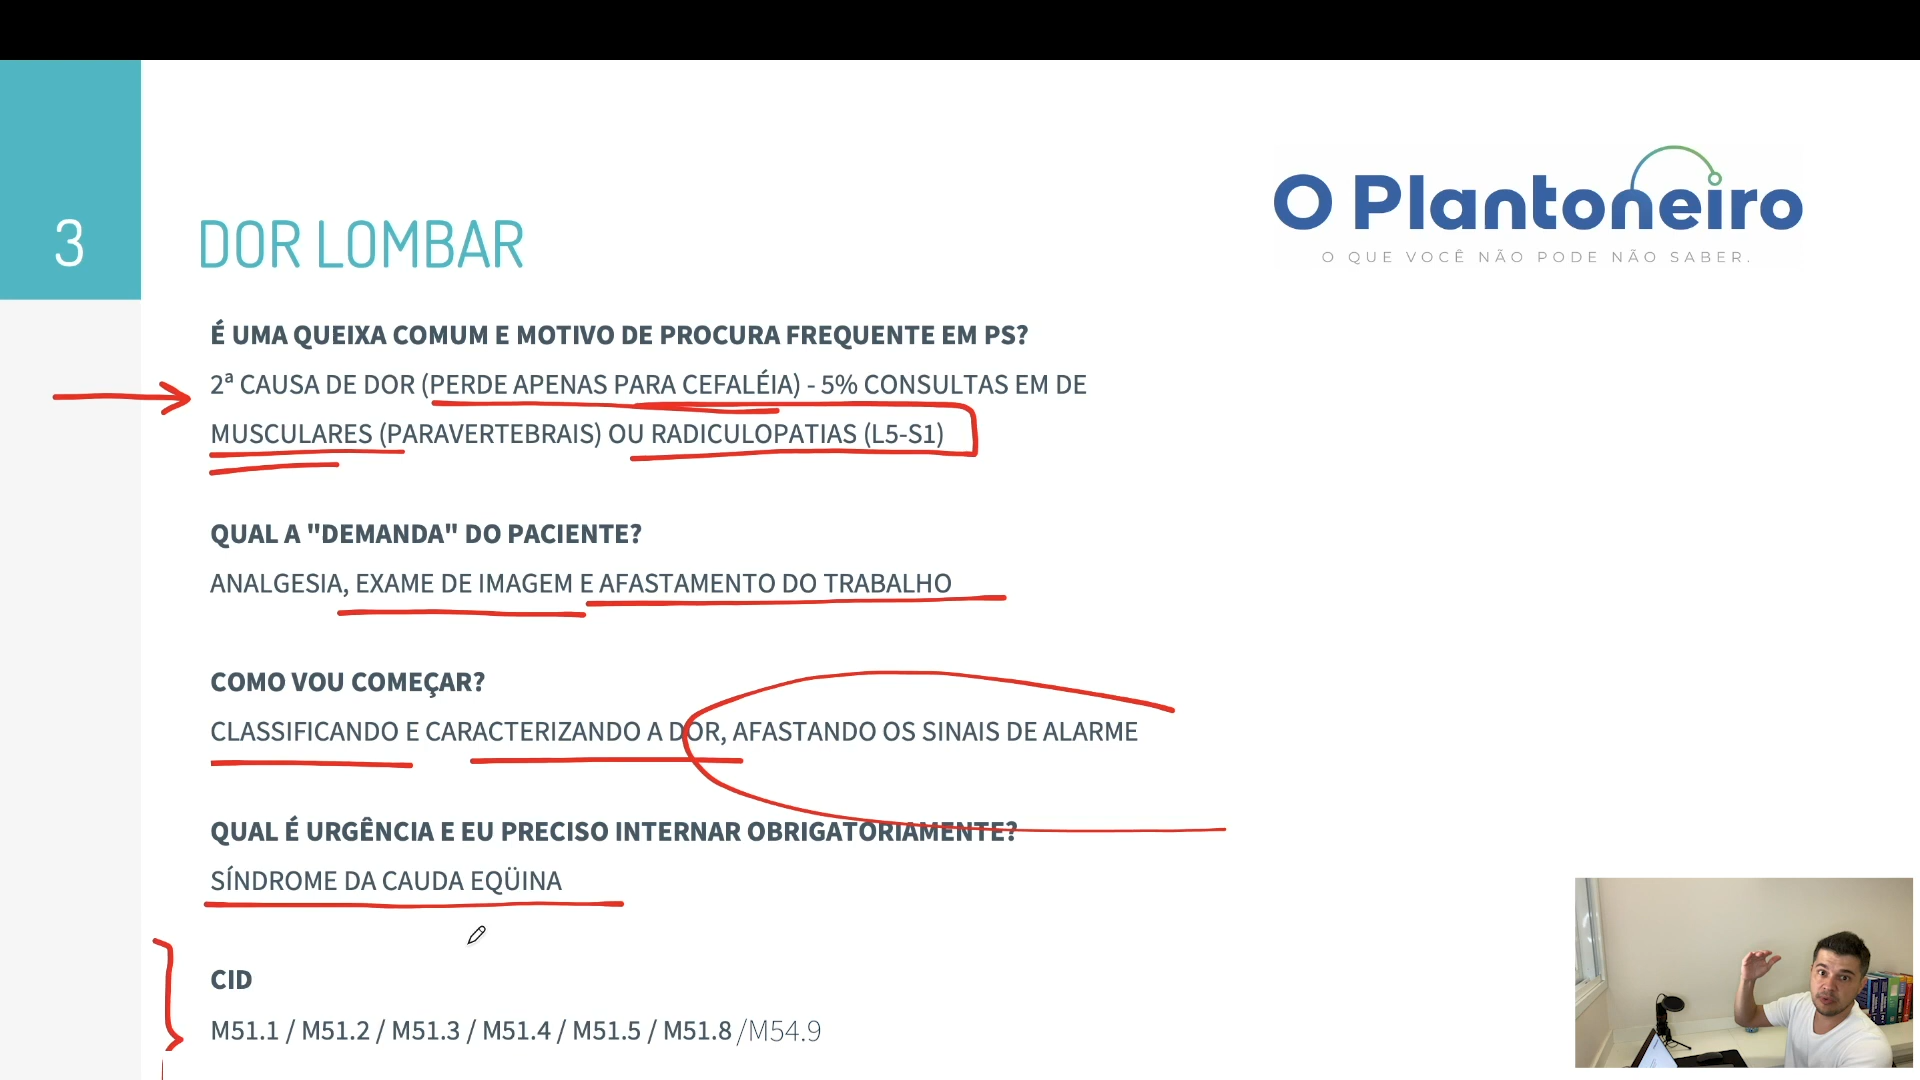 3
DOR LOMBAR
O Plantoneiro
O QUE VOCÊ NÃO PODE NÃO SABER.
É UMA QUEIXA COMUM E MOTIVO DE PROCURA FREQUENTE EM PS?
2ª CAUSA DE DOR (PERDE APENAS PARA CEFALÉIA) - 5% CONSULTAS EM DE
MUSCULARES (PARAVERTEBRAIS) OU RADICULOPATIAS (L5-S1)
QUAL A "DEMANDA" DO PACIENTE?
ANALGESIA, EXAME DE IMAGEM E AFASTAMENTO DO TRABALHO
COMO VOU COMEÇAR?
CLASSIFICANDO E CARACTERIZANDO A DOR, AFASTANDO OS SINAIS DE ALARME
QUAL É URGÊNCIA E EU PRECISO INTERNAR OBRIGATORIAMENTE?
SÍNDROME DA CAUDA EQÜINA
CID
M51.1 / M51.2 / M51.3 / M51.4 / M51.5 / M51.8 /M54.9